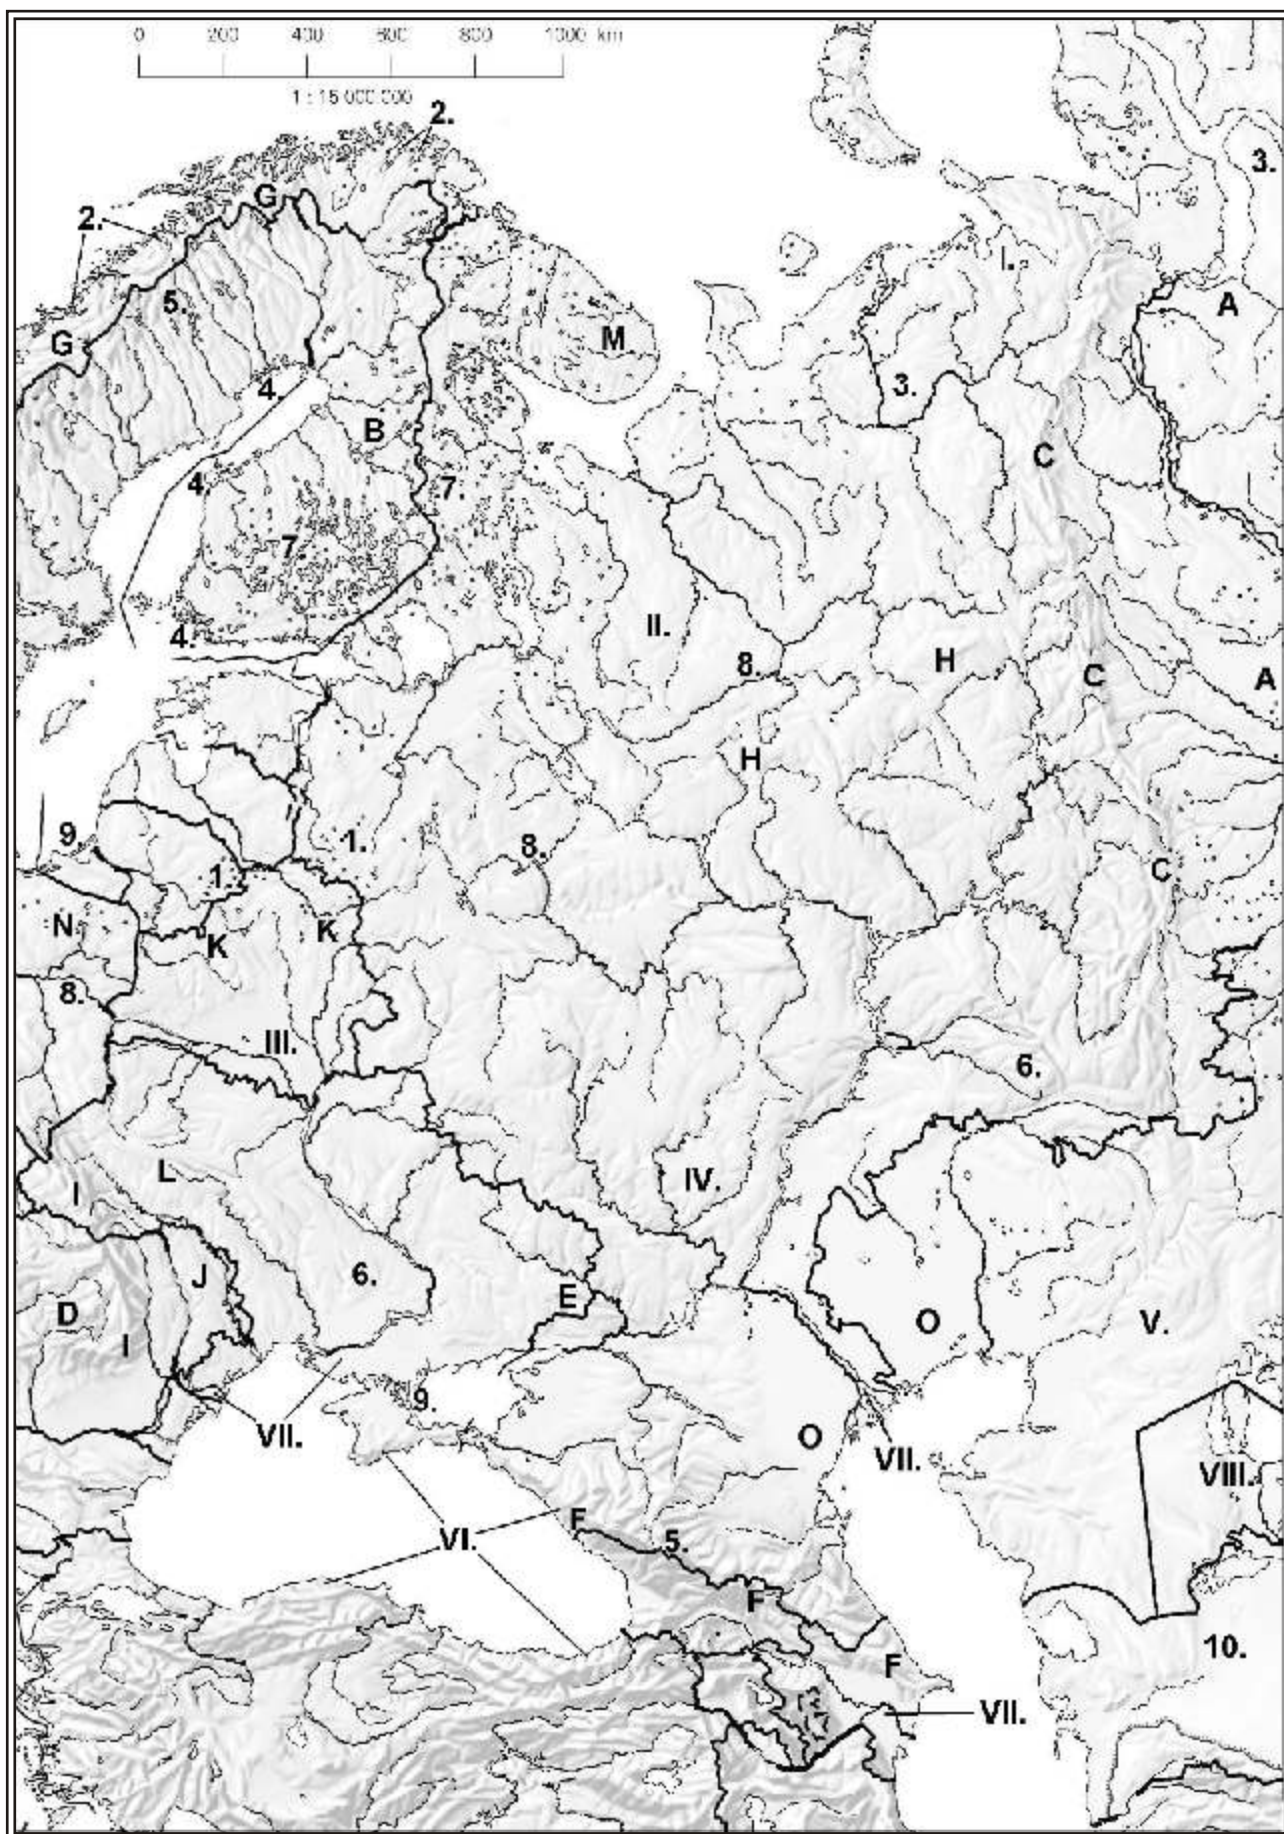 0 200 400 600 800 1000 km
1 : 15 000 000
2.
3.
G
2.
I.
5.
A
G
M
4.
3.
B
C
4.
7.
7.
II.
4.
8.
H
C
A
H
9.
1.
8.
1.
C
N
K
K
8.
III.
6.
L
IV.
I
J
6.
D
E
O
V.
I
9.
VII.
O
VII.
VIII.
F
VI.
5.
F
10.
F
VII.